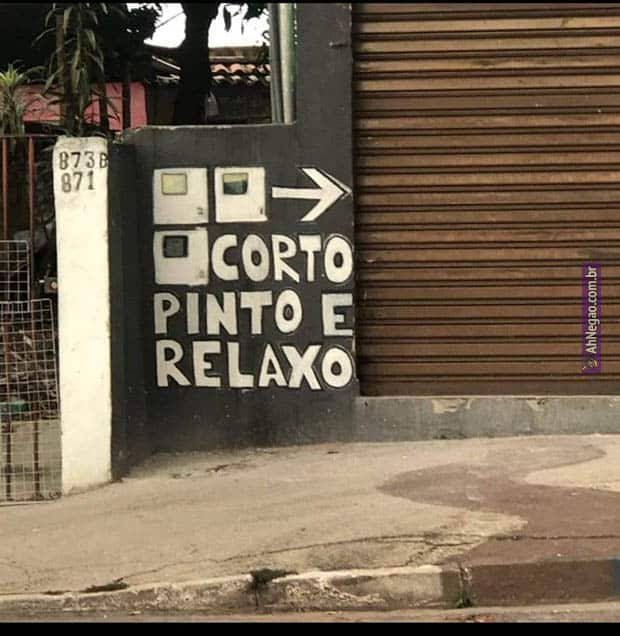 873B
871
CORTO
PINTO E
RELAXO
AhNegao.com.br